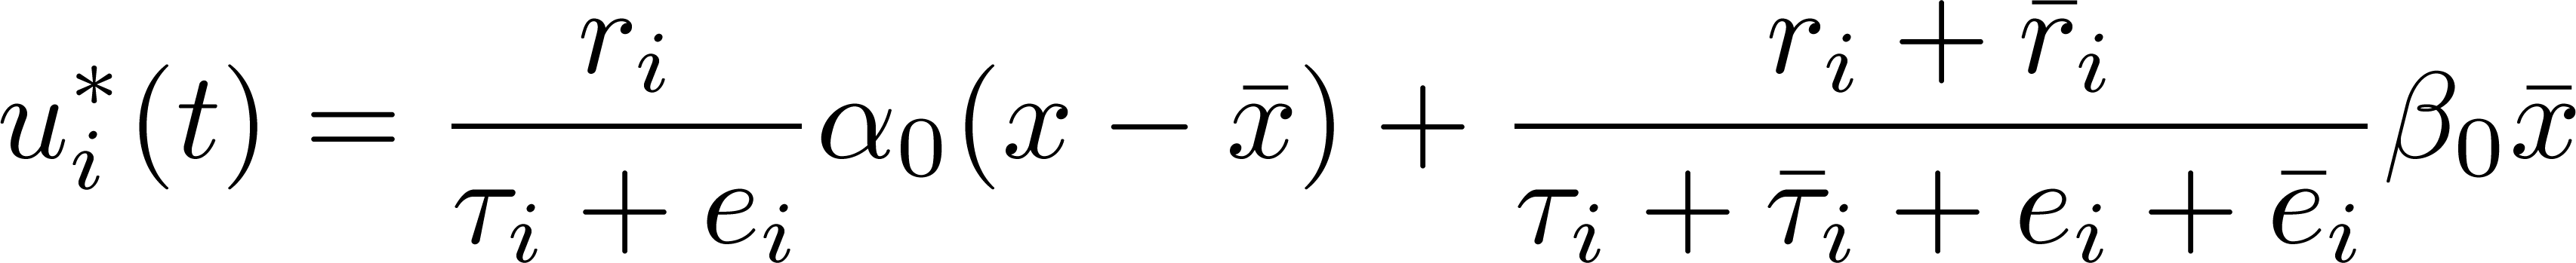 $u_i^*(t) = \frac{r_i}{\tau_i + e_i} \alpha_0 (x - \bar{x}) + \frac{r_i + \bar{r}_i}{\tau_i + \bar{\tau}_i + e_i + \bar{e}_i} \beta_0 \bar{x}$